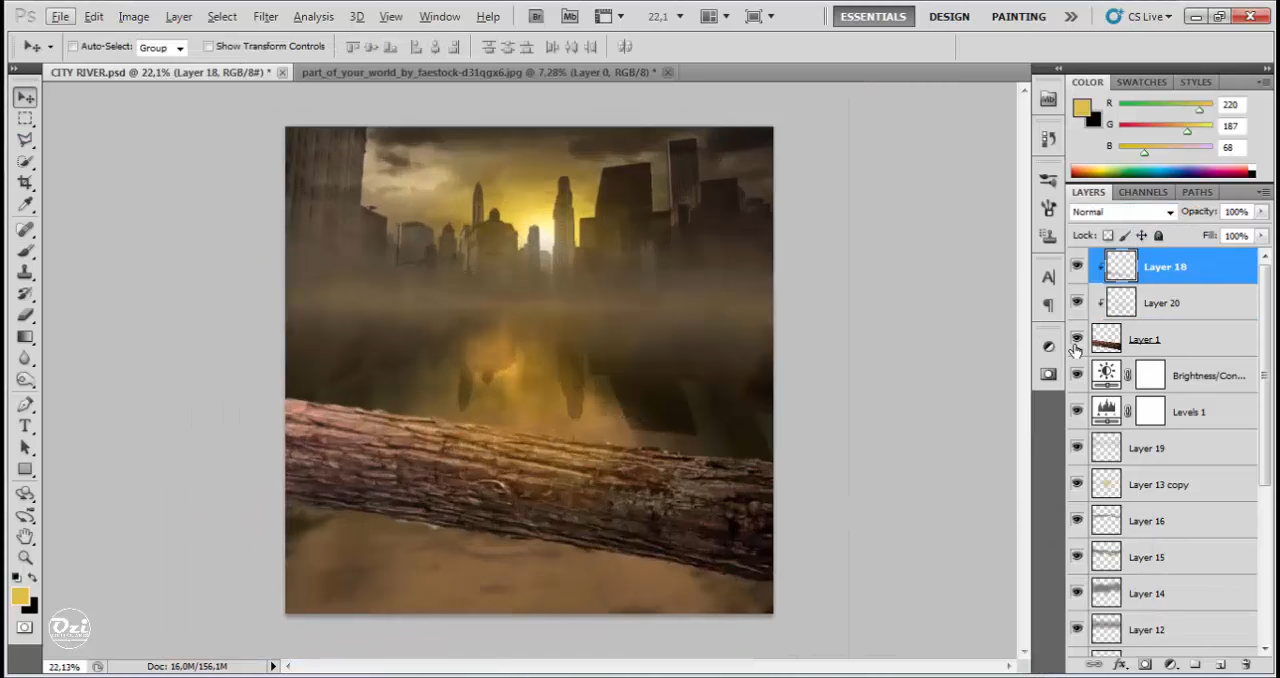 Ps File Edit Image Layer Select Filter Analysis 3D View Window Help Br Mb 22,1 ESSENTIALS DESIGN PAINTING CS Live
Auto-Select: Group Show Transform Controls
CITY RIVER.psd @ 22,1% (Layer 18, RGB/8#) * part_of_your_world_by_faestock-d31qgx6.jpg @ 7.28% (Layer 0, RGB/8) *
COLOR SWATCHES STYLES
R 220
G 187
B 68
LAYERS CHANNELS PATHS
Normal Opacity: 100%
Lock: Fill: 100%
Layer 18
Layer 20
Layer 1
Brightness/Con...
Levels 1
Layer 19
Layer 13 copy
Layer 16
Layer 15
Layer 14
Layer 12
Ozi
22,13% Doc: 16,0M/156,1M